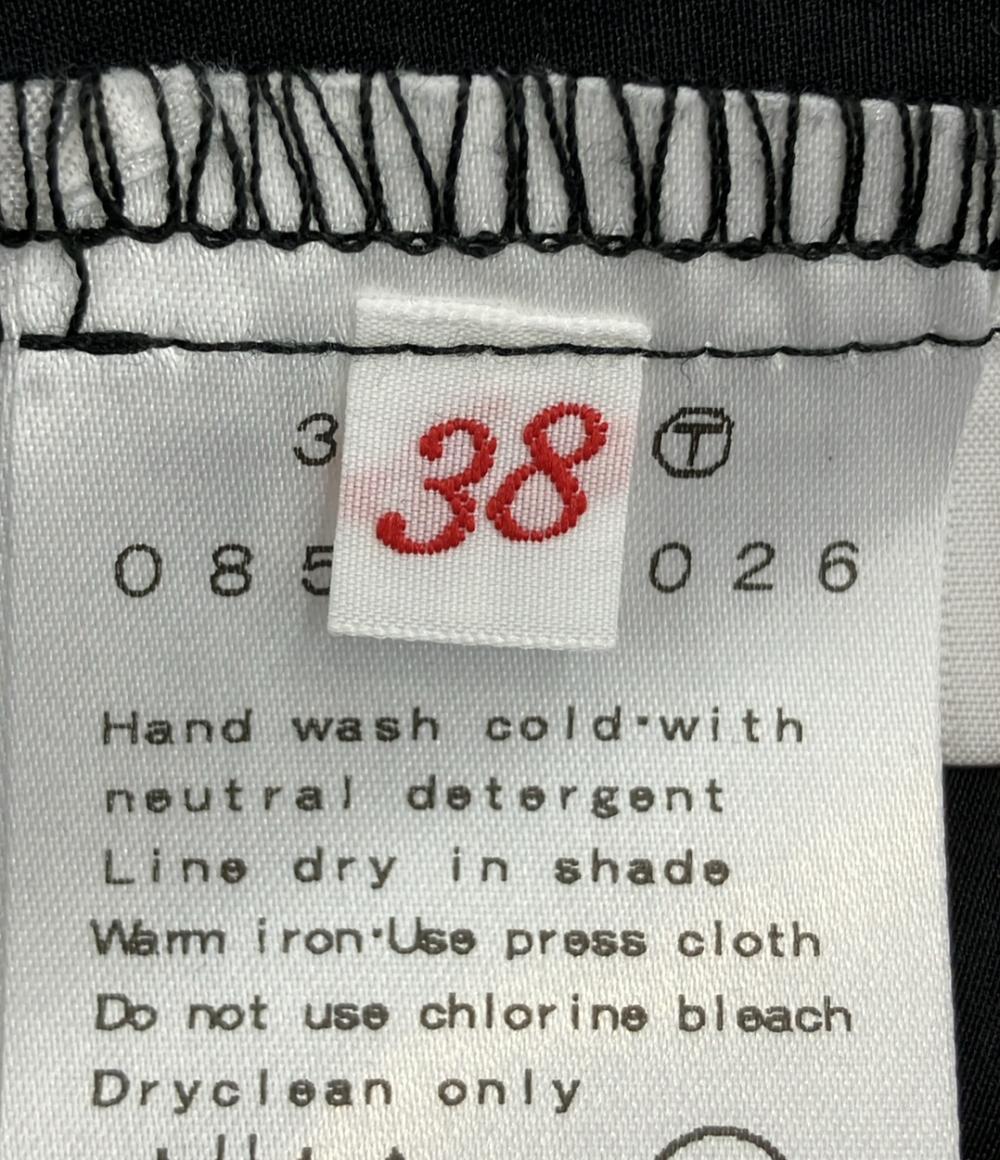 38
3 Ⓣ
085 026
Hand wash cold·with
neutral detergent
Line dry in shade
Warm iron·Use press cloth
Do not use chlorine bleach
Dryclean only